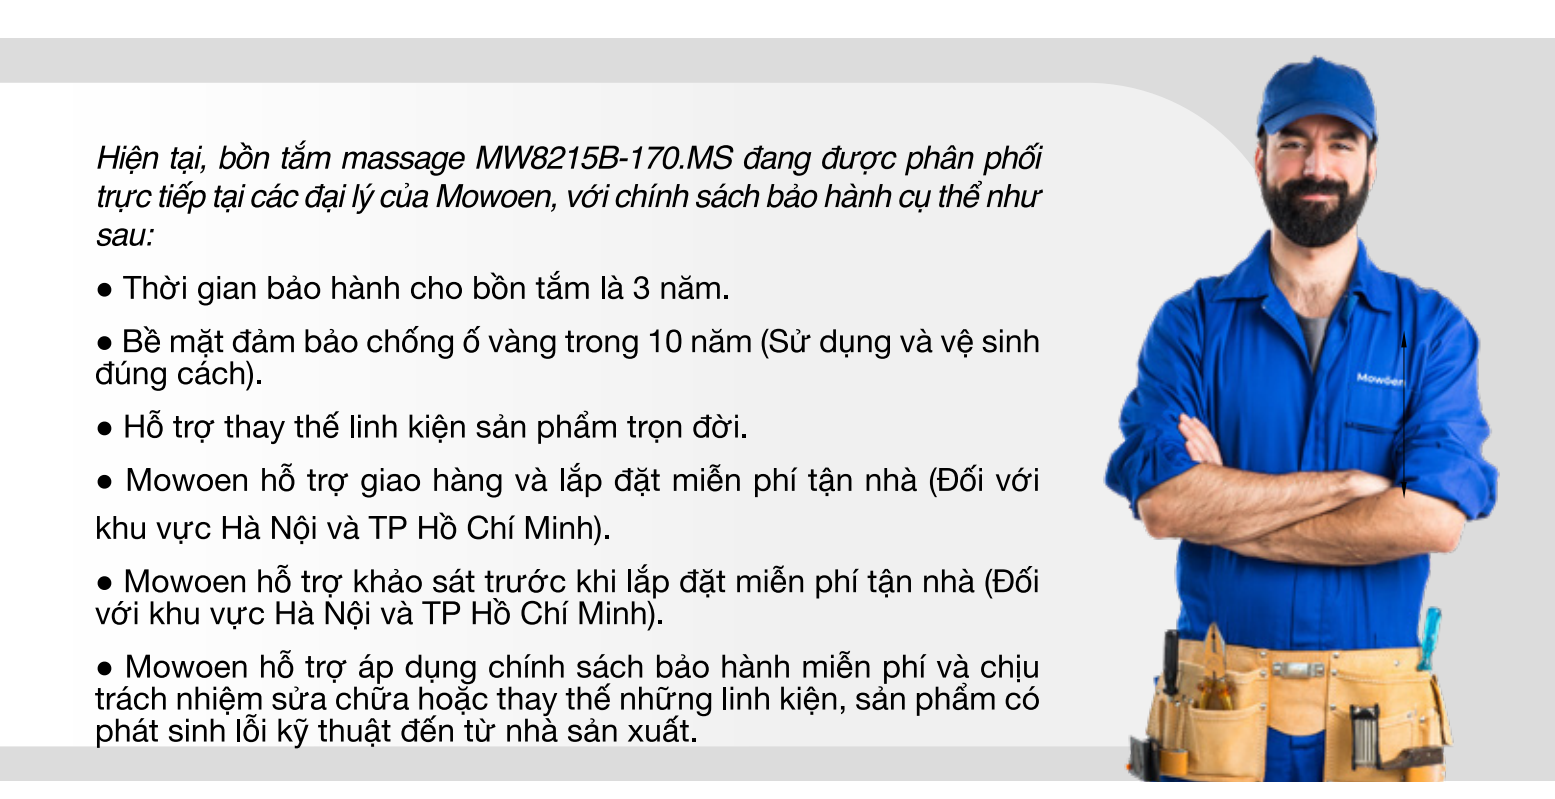 Hiện tại, bồn tắm massage MW8215B-170.MS đang được phân phối
trực tiếp tại các đại lý của Mowoen, với chính sách bảo hành cụ thể như
sau:
● Thời gian bảo hành cho bồn tắm là 3 năm.
● Bề mặt đảm bảo chống ố vàng trong 10 năm (Sử dụng và vệ sinh
đúng cách).
● Hỗ trợ thay thế linh kiện sản phẩm trọn đời.
● Mowoen hỗ trợ giao hàng và lắp đặt miễn phí tận nhà (Đối với
khu vực Hà Nội và TP Hồ Chí Minh).
● Mowoen hỗ trợ khảo sát trước khi lắp đặt miễn phí tận nhà (Đối
với khu vực Hà Nội và TP Hồ Chí Minh).
● Mowoen hỗ trợ áp dụng chính sách bảo hành miễn phí và chịu
trách nhiệm sửa chữa hoặc thay thế những linh kiện, sản phẩm có
phát sinh lỗi kỹ thuật đến từ nhà sản xuất.